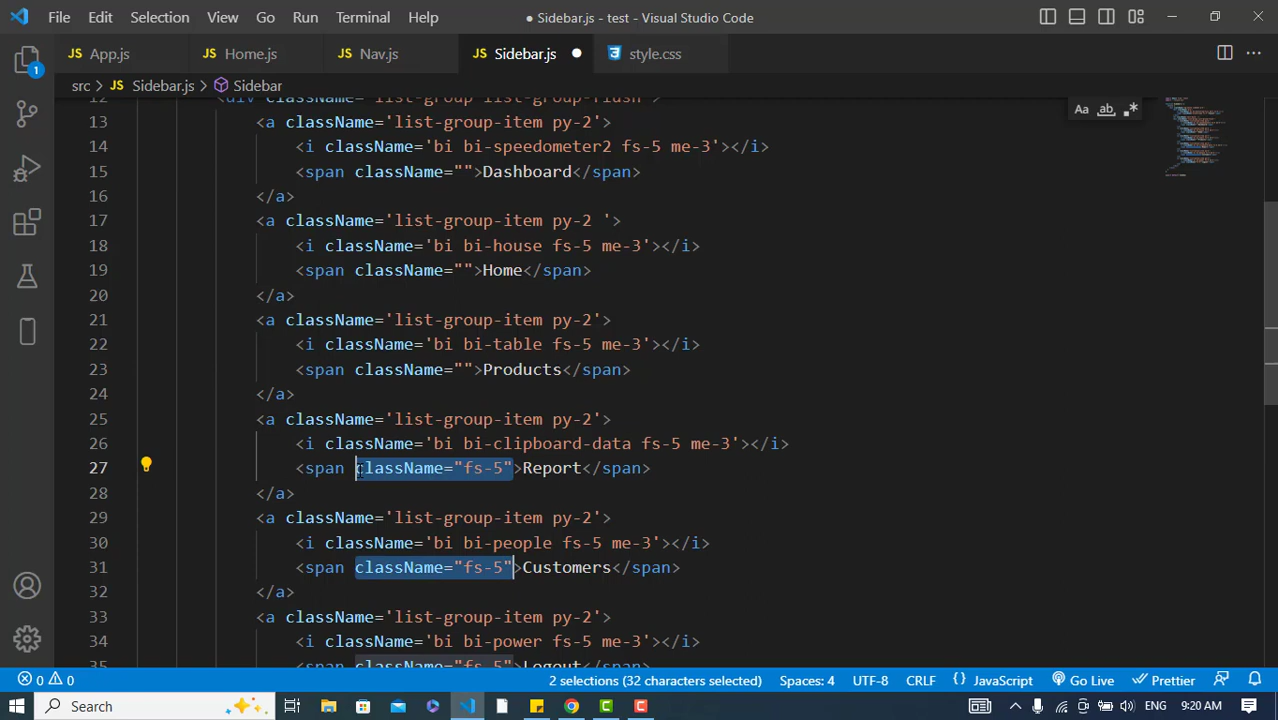 File Edit Selection View Go Run Terminal Help ● Sidebar.js - test - Visual Studio Code
JS App.js JS Home.js JS Nav.js JS Sidebar.js ● style.css
src > JS Sidebar.js > Sidebar
12 <div className='list-group list-group-flush'>
Aa ab .*
13 <a className='list-group-item py-2'>
14 <i className='bi bi-speedometer2 fs-5 me-3'></i>
15 <span className="">Dashboard</span>
16 </a>
17 <a className='list-group-item py-2 '>
18 <i className='bi bi-house fs-5 me-3'></i>
19 <span className="">Home</span>
20 </a>
21 <a className='list-group-item py-2'>
22 <i className='bi bi-table fs-5 me-3'></i>
23 <span className="">Products</span>
24 </a>
25 <a className='list-group-item py-2'>
26 <i className='bi bi-clipboard-data fs-5 me-3'></i>
27 <span className="fs-5">Report</span>
28 </a>
29 <a className='list-group-item py-2'>
30 <i className='bi bi-people fs-5 me-3'></i>
31 <span className="fs-5">Customers</span>
32 </a>
33 <a className='list-group-item py-2'>
34 <i className='bi bi-power fs-5 me-3'></i>
35 <span className="fs-5">Logout</span>
0 0 2 selections (32 characters selected) Spaces: 4 UTF-8 CRLF {} JavaScript Go Live Prettier
Search ENG 9:20 AM
1